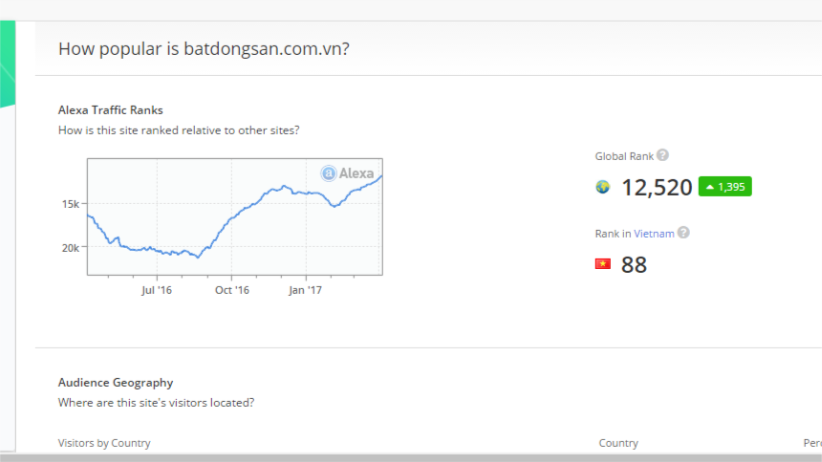 How popular is batdongsan.com.vn?
Alexa Traffic Ranks
How is this site ranked relative to other sites?
Alexa
15k
20k
Jul '16 Oct '16 Jan '17
Global Rank ?
12,520 1,395
Rank in Vietnam ?
88
Audience Geography
Where are this site's visitors located?
Visitors by Country Country